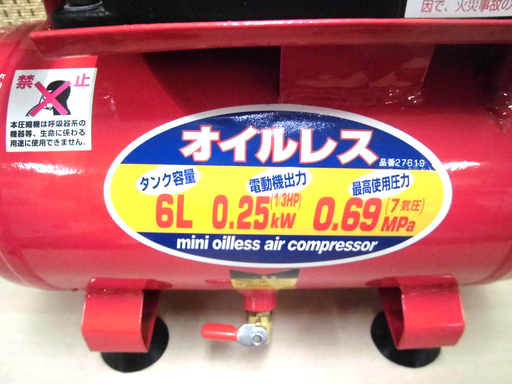 因で、火災事故の
禁 止
本圧縮機は呼吸器系の
機器等、生命に係わる
用途に使用できません。
オイルレス
品番27619
タンク容量 電動機出力 最高使用圧力
6L 0.25kW (1/3HP) 0.69MPa (7気圧)
mini oilless air compressor